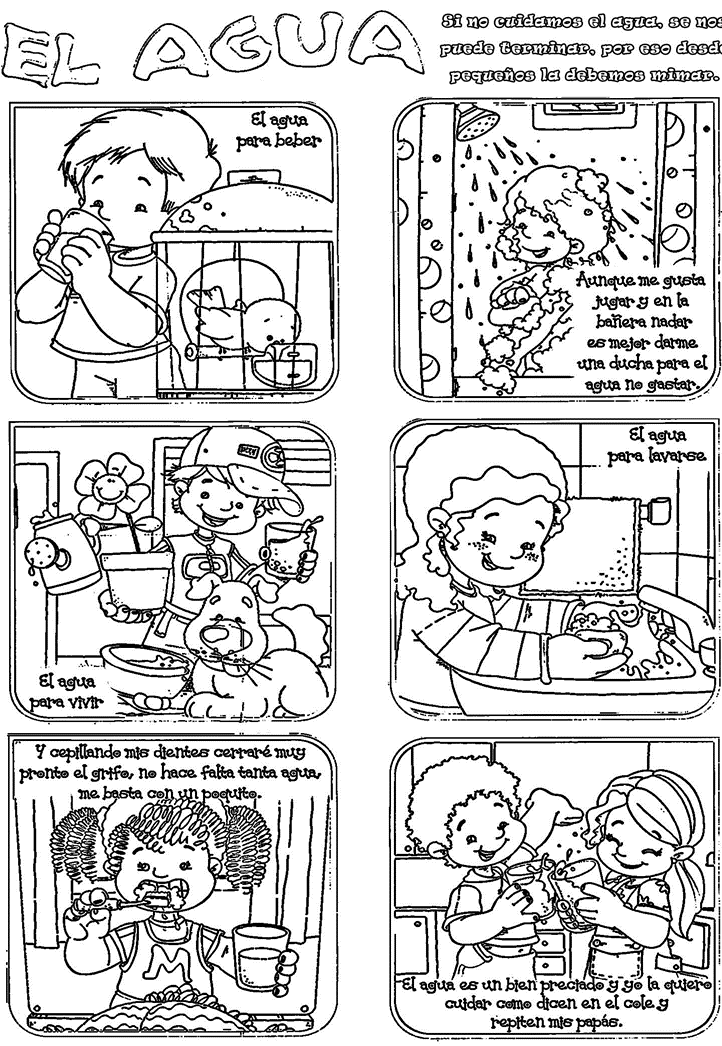 EL AGUA
Si no cuidamos el agua, se nos
puede terminar, por eso desde
pequeños la debemos mimar.
El agua
para beber
Aunque me gusta
jugar y en la
bañera nadar
es mejor darme
una ducha para el
agua no gastar.
El agua
para vivir
El agua
para lavarse
Y cepillando mis dientes cerraré muy
pronto el grifo, no hace falta tanta agua,
me basta con un poquito.
M
El agua es un bien preciado y yo la quiero
cuidar como dicen en el cole y
repiten mis papás.